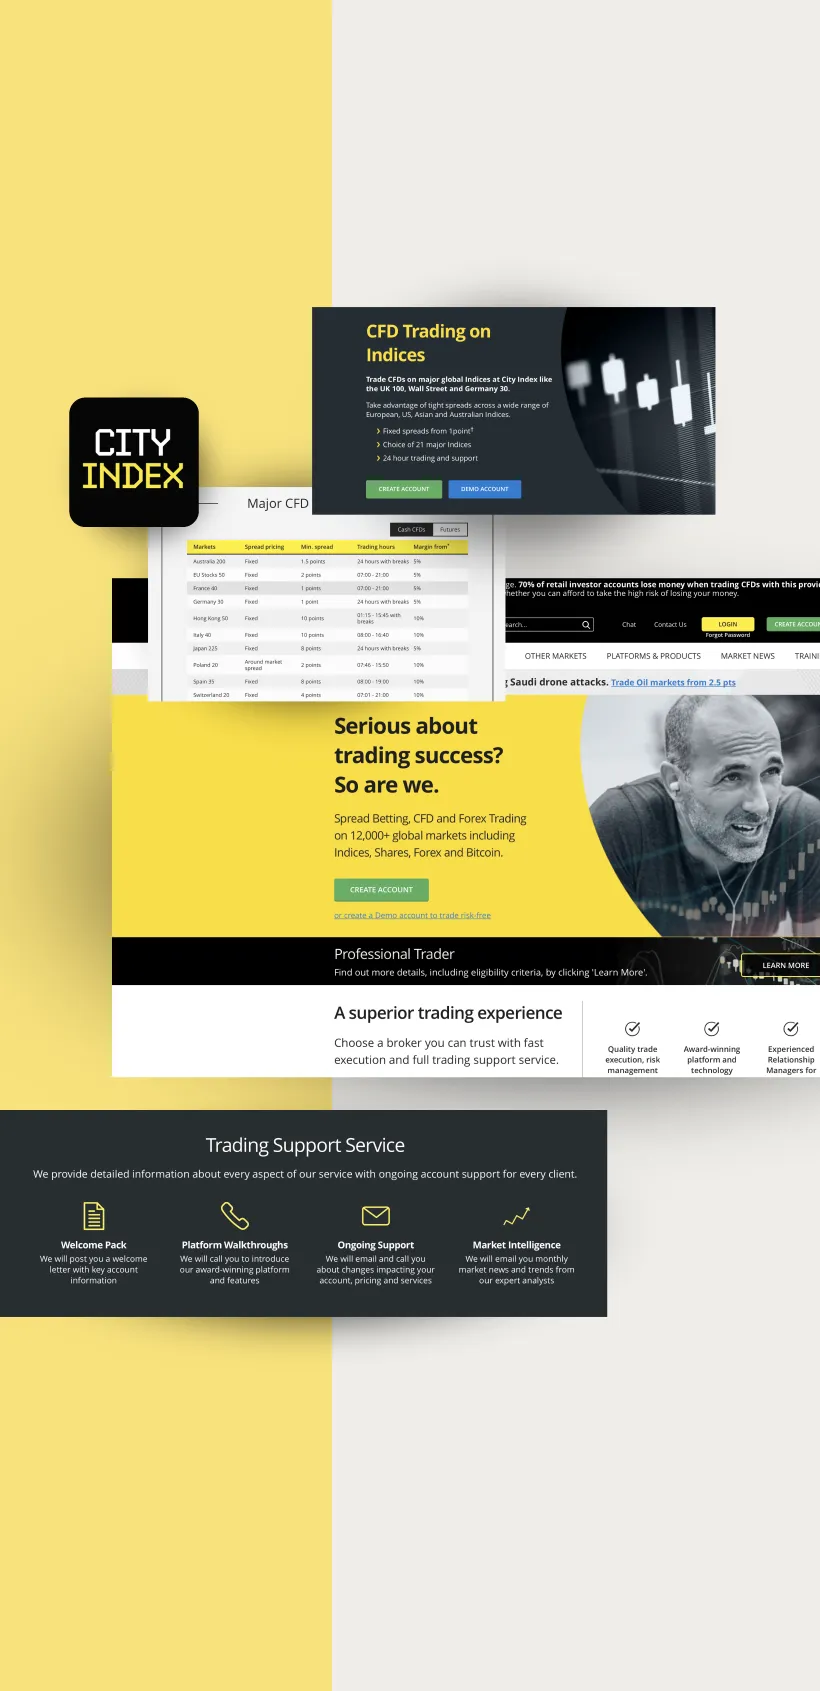 CFD Trading on
Indices
Trade CFDs on major global Indices at City Index like
the UK 100, Wall Street and Germany 30.
Take advantage of tight spreads across a wide range of
European, US, Asian and Australian Indices.
Fixed spreads from 1point†
Choice of 21 major Indices
24 hour trading and support
CREATE ACCOUNT DEMO ACCOUNT
CITY
INDEX
Major CFD
Cash CFDs Futures
Markets Spread pricing Min. spread Trading hours Margin from*
Australia 200 Fixed 1.5 points 24 hours with breaks 5%
EU Stocks 50 Fixed 2 points 07:00 - 21:00 5%
France 40 Fixed 1 points 07:00 - 21:00 5%
Germany 30 Fixed 1 point 24 hours with breaks 5%
Hong Kong 50 Fixed 10 points 01:15 - 15:45 with
breaks 10%
Italy 40 Fixed 10 points 08:00 - 16:40 10%
Japan 225 Fixed 8 points 24 hours with breaks 5%
Poland 20 Around market
spread 2 points 07:46 - 15:50 10%
Spain 35 Fixed 8 points 08:00 - 19:00 10%
Switzerland 20 Fixed 4 points 07:01 - 21:00 10%
ge. 70% of retail investor accounts lose money when trading CFDs with this provid
hether you can afford to take the high risk of losing your money.
earch... Chat Contact Us LOGIN CREATE ACCOUN
Forgot Password
OTHER MARKETS PLATFORMS & PRODUCTS MARKET NEWS TRAINI
g Saudi drone attacks. Trade Oil markets from 2.5 pts
Serious about
trading success?
So are we.
Spread Betting, CFD and Forex Trading
on 12,000+ global markets including
Indices, Shares, Forex and Bitcoin.
CREATE ACCOUNT
or create a Demo account to trade risk-free
Professional Trader
Find out more details, including eligibility criteria, by clicking 'Learn More'.
LEARN MORE
A superior trading experience
Choose a broker you can trust with fast
execution and full trading support service.
Quality trade
execution, risk
management
Award-winning
platform and
technology
Experienced
Relationship
Managers for
Trading Support Service
We provide detailed information about every aspect of our service with ongoing account support for every client.
Welcome Pack
We will post you a welcome
letter with key account
information
Platform Walkthroughs
We will call you to introduce
our award-winning platform
and features
Ongoing Support
We will email and call you
about changes impacting your
account, pricing and services
Market Intelligence
We will email you monthly
market news and trends from
our expert analysts